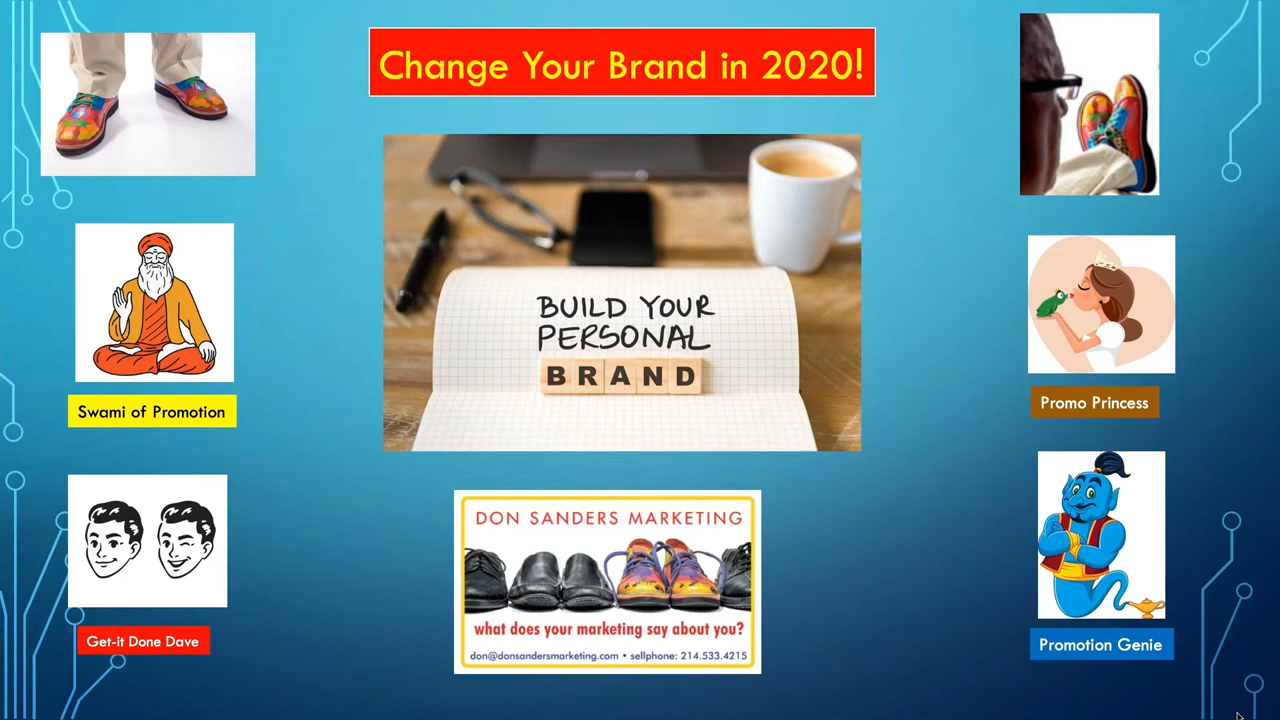 Change Your Brand in 2020!
BUILD YOUR
PERSONAL
BRAND
Swami of Promotion
Promo Princess
Get-it Done Dave
DON SANDERS MARKETING
what does your marketing say about you?
don@donsandersmarketing.com • sellphone: 214.533.4215
Promotion Genie